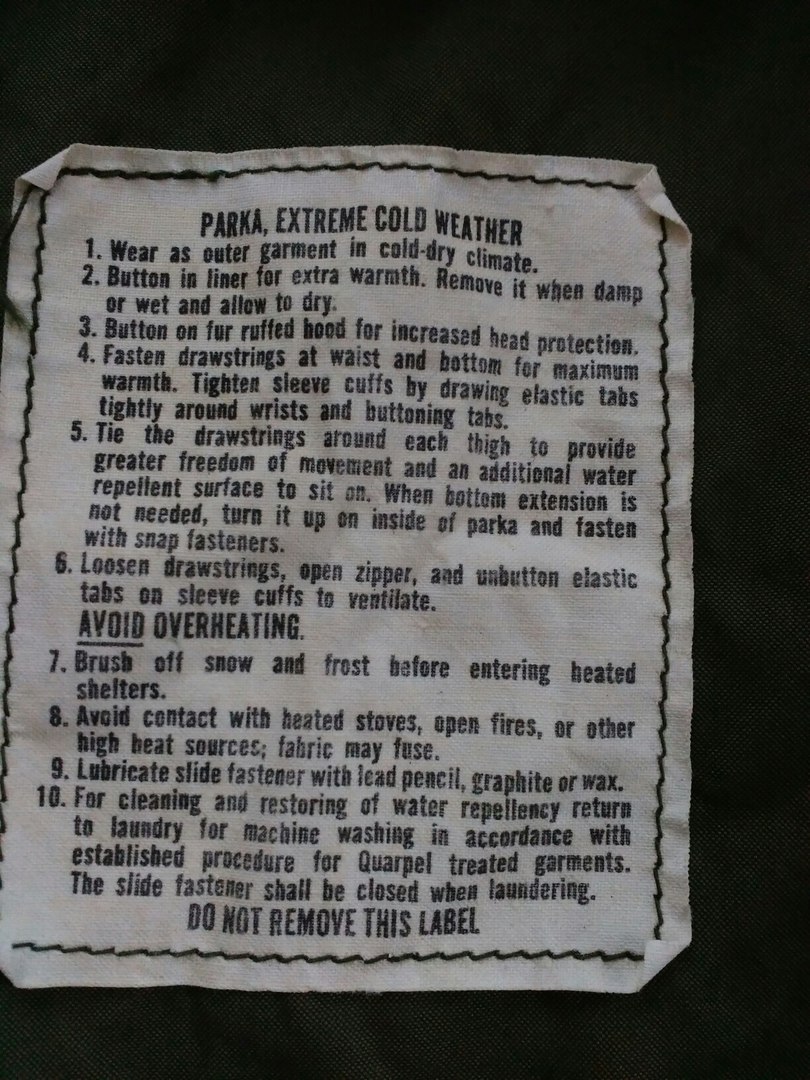 PARKA, EXTREME COLD WEATHER
1. Wear as outer garment in cold-dry climate.
2. Button in liner for extra warmth. Remove it when damp
or wet and allow to dry.
3. Button on fur ruffed hood for increased head protection.
4. Fasten drawstrings at waist and bottom for maximum
warmth. Tighten sleeve cuffs by drawing elastic tabs
tightly around wrists and buttoning tabs.
5. Tie the drawstrings around each thigh to provide
greater freedom of movement and an additional water
repellent surface to sit on. When bottom extension is
not needed, turn it up on inside of parka and fasten
with snap fasteners.
6. Loosen drawstrings, open zipper, and unbutton elastic
tabs on sleeve cuffs to ventilate.
AVOID OVERHEATING.
7. Brush off snow and frost before entering heated
shelters.
8. Avoid contact with heated stoves, open fires, or other
high heat sources; fabric may fuse.
9. Lubricate slide fastener with lead pencil, graphite or wax.
10. For cleaning and restoring of water repellency return
to laundry for machine washing in accordance with
established procedure for Quarpel treated garments.
The slide fastener shall be closed when laundering.
DO NOT REMOVE THIS LABEL